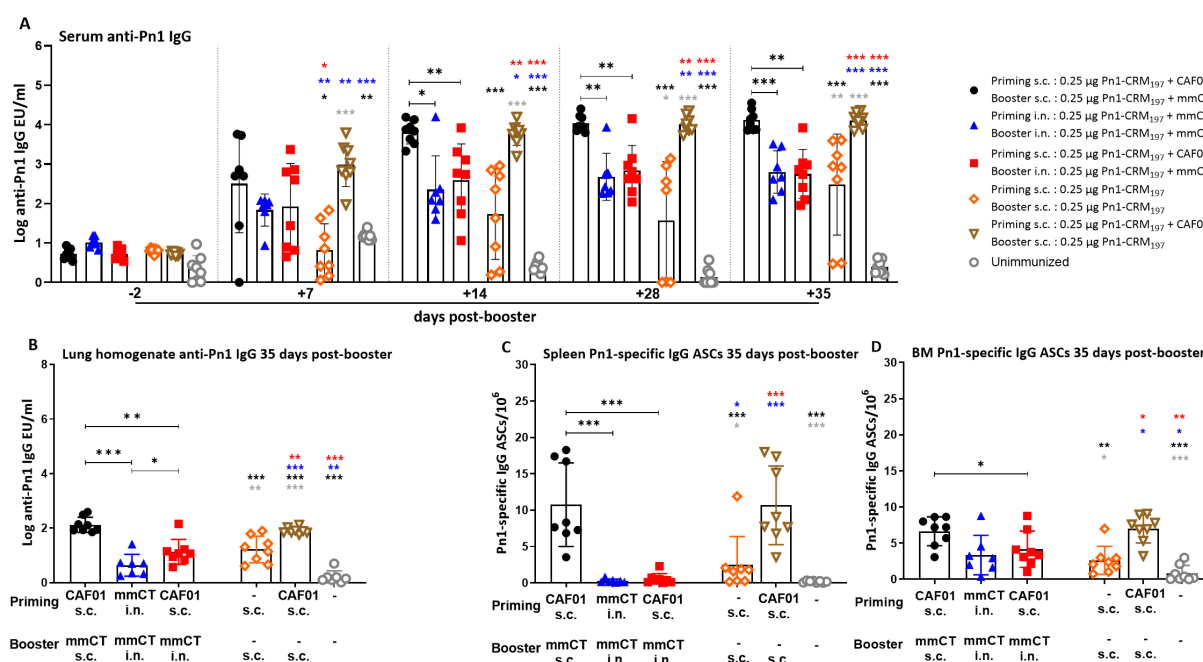 A
Serum anti-Pn1 IgG
Log anti-Pn1 IgG EU/ml
6
5
4
3
2
1
0
* ** *** *** ***
** ** *** * *** *** *** *** ***
* ** *** *** *** *** *** ***
*** *** * *** ** ***
** * ** ** ** ***
-2 +7 +14 +28 +35
days post-booster
Priming s.c. : 0.25 µg Pn1-CRM197 + CAF0
Booster s.c. : 0.25 µg Pn1-CRM197 + mmC
Priming i.n. : 0.25 µg Pn1-CRM197 + mmC
Booster i.n. : 0.25 µg Pn1-CRM197 + mmC
Priming s.c. : 0.25 µg Pn1-CRM197 + CAF0
Booster i.n. : 0.25 µg Pn1-CRM197 + mmC
Priming s.c. : 0.25 µg Pn1-CRM197
Booster s.c. : 0.25 µg Pn1-CRM197
Priming s.c. : 0.25 µg Pn1-CRM197 + CAF0
Booster s.c. : 0.25 µg Pn1-CRM197
Unimmunized
B
Lung homogenate anti-Pn1 IgG 35 days post-booster
Log anti-Pn1 IgG EU/ml
8
6
4
2
0
**
*** *
** ***
*** **
*** *** ***
** ***
Priming CAF01 mmCT CAF01 - CAF01 -
s.c. i.n. s.c. s.c. s.c.
Booster mmCT mmCT mmCT - - -
s.c. i.n. i.n. s.c. s.c.
C
Spleen Pn1-specific IgG ASCs 35 days post-booster
Pn1-specific IgG ASCs/10⁶
30
25
20
15
10
5
0
***
***
***
* ***
*** ***
* ***
Priming CAF01 mmCT CAF01 - CAF01 -
s.c. i.n. s.c. s.c. s.c.
Booster mmCT mmCT mmCT - - -
s.c. i.n. i.n. s.c. s.c.
D
BM Pn1-specific IgG ASCs 35 days post-booster
Pn1-specific IgG ASCs/10⁶
30
25
20
15
10
5
0
*
* **
* *
** ***
* ***
Priming CAF01 mmCT CAF01 - CAF01 -
s.c. i.n. s.c. s.c. s.c.
Booster mmCT mmCT mmCT - - -
s.c. i.n. i.n. s.c. s.c.